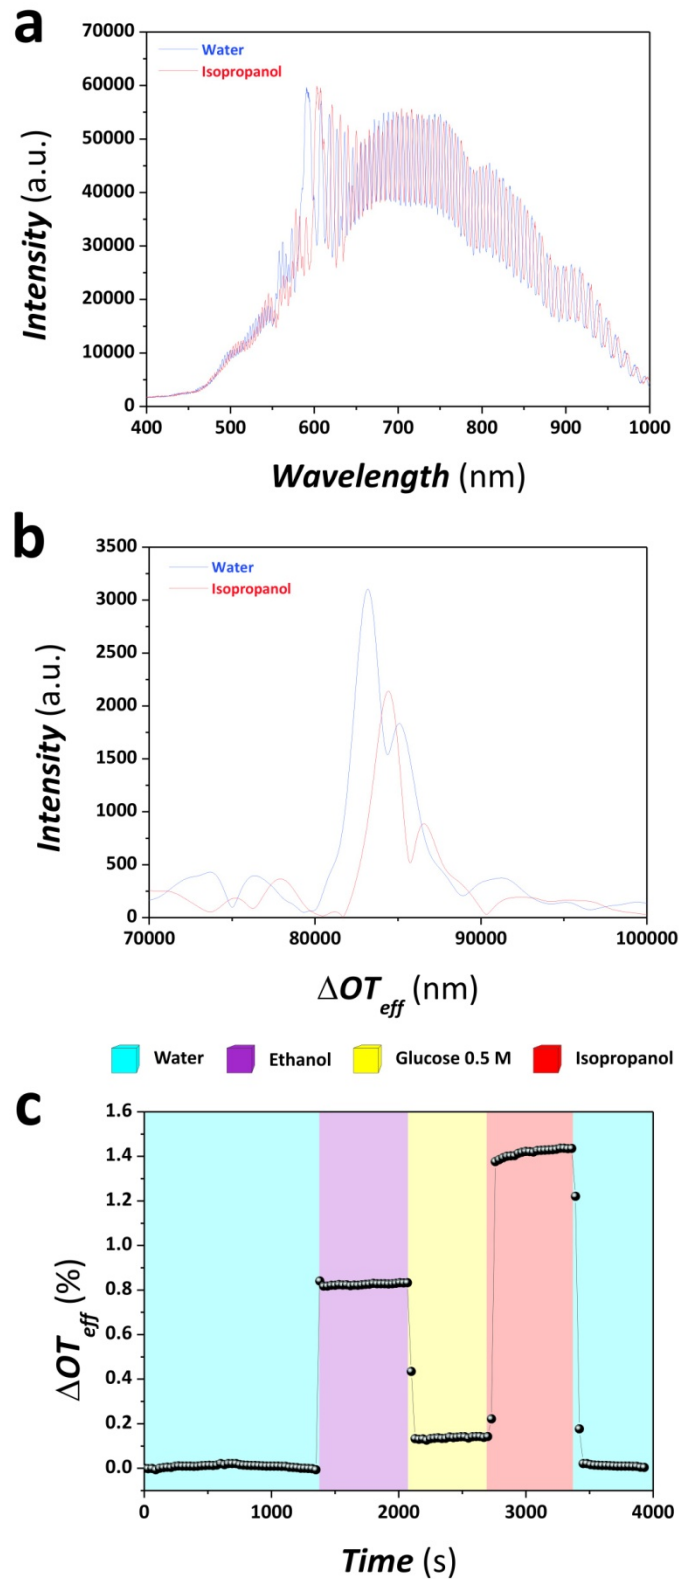 a
70000
60000
50000
40000
30000
20000
10000
0
Water
Isopropanol
Intensity (a.u.)
400 500 600 700 800 900 1000
Wavelength (nm)
b
3500
3000
2500
2000
1500
1000
500
0
Water
Isopropanol
Intensity (a.u.)
70000 80000 90000 100000
ΔOTeff (nm)
Water Ethanol Glucose 0.5 M Isopropanol
c
1.6
1.4
1.2
1.0
0.8
0.6
0.4
0.2
0.0
ΔOTeff (%)
0 1000 2000 3000 4000
Time (s)